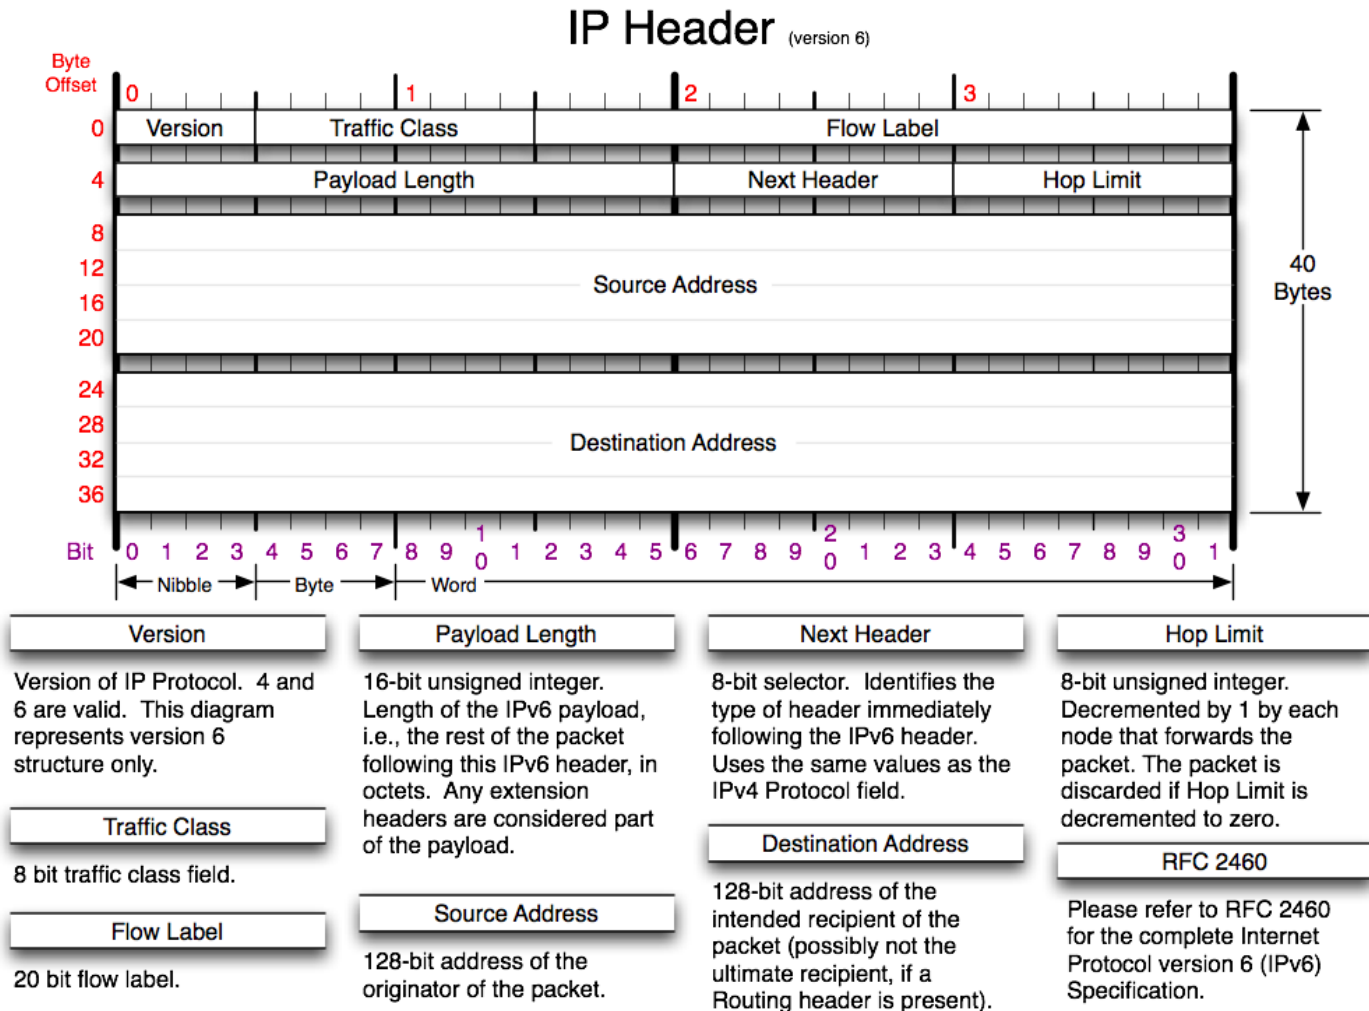 IP Header (version 6)
Byte
Offset
0 1 2 3
0 Version Traffic Class Flow Label
4 Payload Length Next Header Hop Limit
8
12
16
20
Source Address
24
28
32
36
Destination Address
40
Bytes
Bit 0 1 2 3 4 5 6 7 8 9 10 1 2 3 4 5 6 7 8 9 20 1 2 3 4 5 6 7 8 9 30 1
Nibble Byte Word
Version
Version of IP Protocol. 4 and
6 are valid. This diagram
represents version 6
structure only.
Traffic Class
8 bit traffic class field.
Flow Label
20 bit flow label.
Payload Length
16-bit unsigned integer.
Length of the IPv6 payload,
i.e., the rest of the packet
following this IPv6 header, in
octets. Any extension
headers are considered part
of the payload.
Source Address
128-bit address of the
originator of the packet.
Next Header
8-bit selector. Identifies the
type of header immediately
following the IPv6 header.
Uses the same values as the
IPv4 Protocol field.
Destination Address
128-bit address of the
intended recipient of the
packet (possibly not the
ultimate recipient, if a
Routing header is present).
Hop Limit
8-bit unsigned integer.
Decremented by 1 by each
node that forwards the
packet. The packet is
discarded if Hop Limit is
decremented to zero.
RFC 2460
Please refer to RFC 2460
for the complete Internet
Protocol version 6 (IPv6)
Specification.